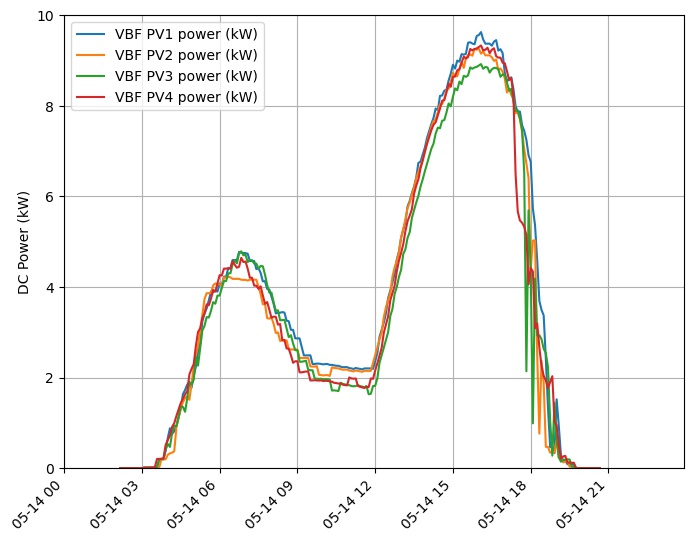 10
8
6
4
2
0
DC Power (kW)
VBF PV1 power (kW)
VBF PV2 power (kW)
VBF PV3 power (kW)
VBF PV4 power (kW)
05-14 00
05-14 03
05-14 06
05-14 09
05-14 12
05-14 15
05-14 18
05-14 21